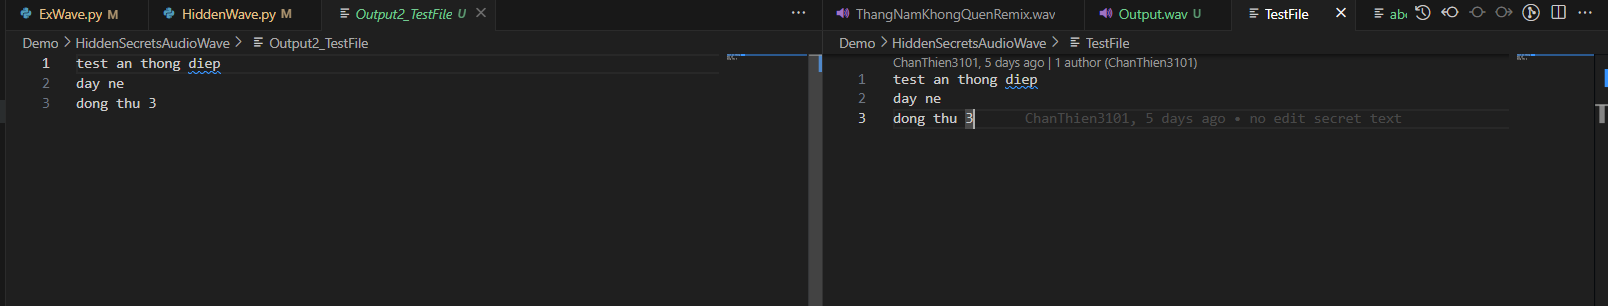 ExWave.py M HiddenWave.py M Output2_TestFile U
Demo > HiddenSecretsAudioWave > Output2_TestFile
1 test an thong diep
2 day ne
3 dong thu 3
ThangNamKhongQuenRemix.wav Output.wav U TestFile
Demo > HiddenSecretsAudioWave > TestFile
ChanThien3101, 5 days ago | 1 author (ChanThien3101)
1 test an thong diep
2 day ne
3 dong thu 3 ChanThien3101, 5 days ago • no edit secret text